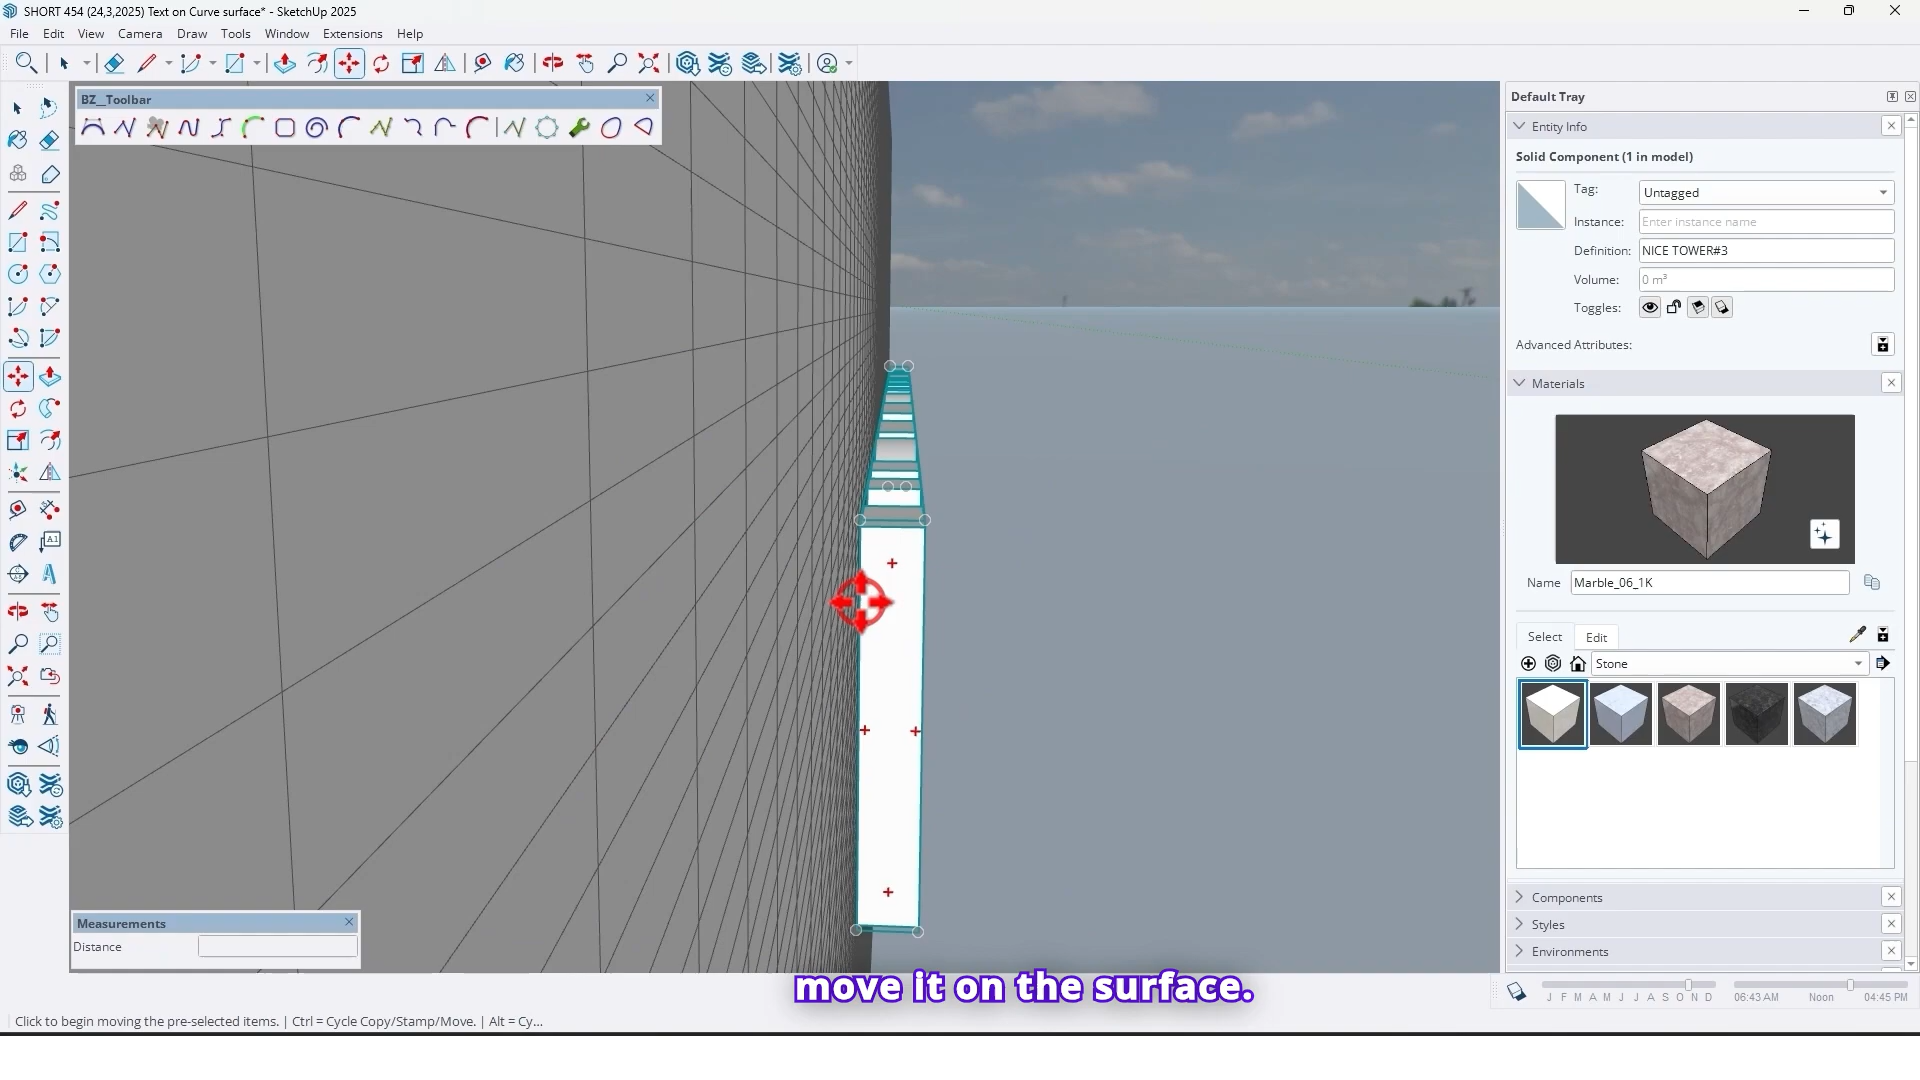 SHORT 454 (24,3,2025) Text on Curve surface* - SketchUp 2025
File Edit View Camera Draw Tools Window Extensions Help
BZ__Toolbar
Default Tray
Entity Info
Solid Component (1 in model)
Tag: Untagged
Instance: Enter instance name
Definition: NICE TOWER#3
Volume: 0 m³
Toggles:
Advanced Attributes:
Materials
Name Marble_06_1K
Select Edit
Stone
Components
Styles
Environments
Measurements
Distance
move it on the surface.
J F M A M J J A S O N D 06:43 AM Noon 04:45 PM
Click to begin moving the pre-selected items. | Ctrl = Cycle Copy/Stamp/Move. | Alt = Cy...